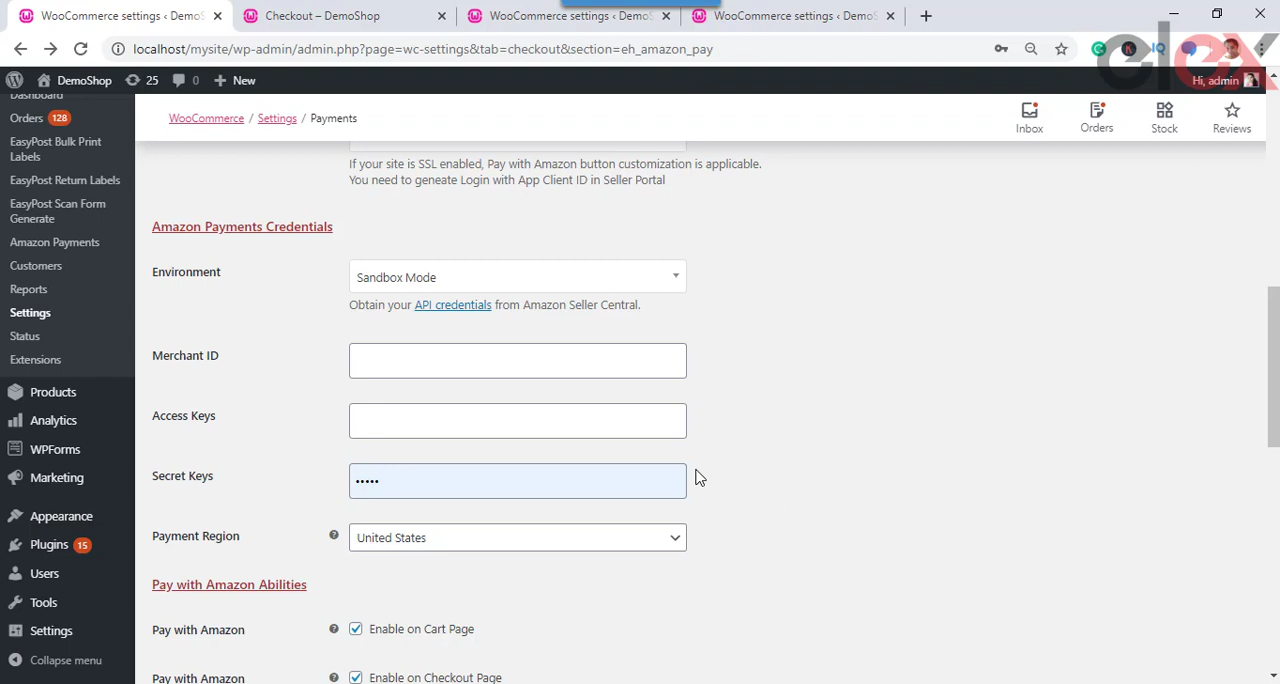 WooCommerce settings ‹ DemoS
Checkout – DemoShop
WooCommerce settings ‹ DemoS
WooCommerce settings ‹ DemoS
localhost/mysite/wp-admin/admin.php?page=wc-settings&tab=checkout&section=eh_amazon_pay
elex
DemoShop
25
0
New
Hi, admin
Dashboard
Orders 128
EasyPost Bulk Print
Labels
EasyPost Return Labels
EasyPost Scan Form
Generate
Amazon Payments
Customers
Reports
Settings
Status
Extensions
Products
Analytics
WPForms
Marketing
Appearance
Plugins 15
Users
Tools
Settings
Collapse menu
WooCommerce / Settings / Payments
Inbox
Orders
Stock
Reviews
If your site is SSL enabled, Pay with Amazon button customization is applicable.
You need to geneate Login with App Client ID in Seller Portal
Amazon Payments Credentials
Environment
Sandbox Mode
Obtain your API credentials from Amazon Seller Central.
Merchant ID
Access Keys
Secret Keys
•••••
Payment Region
United States
Pay with Amazon Abilities
Pay with Amazon
Enable on Cart Page
Pay with Amazon
Enable on Checkout Page